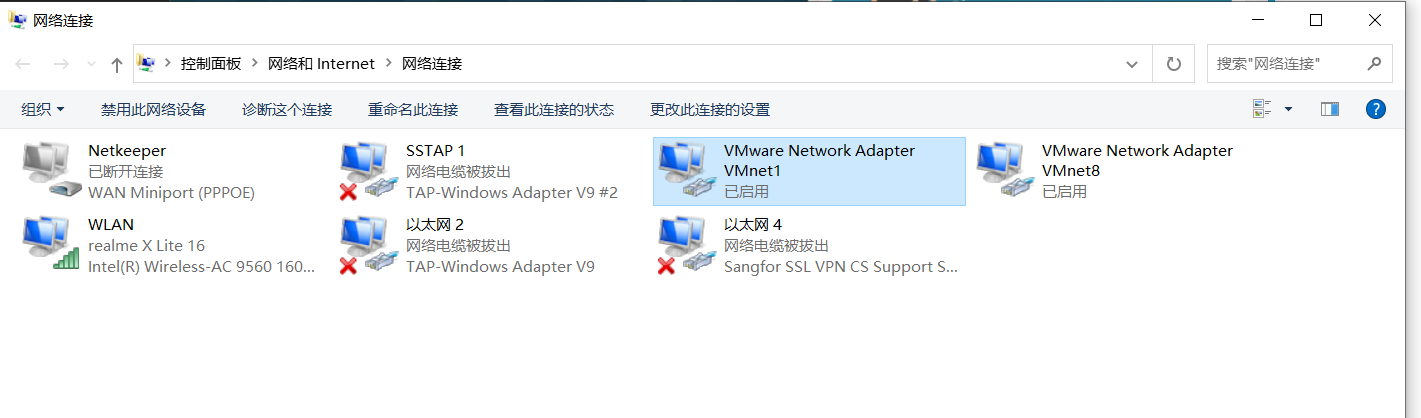 网络连接
控制面板 网络和 Internet 网络连接
搜索"网络连接"
组织 禁用此网络设备 诊断这个连接 重命名此连接 查看此连接的状态 更改此连接的设置
Netkeeper
已断开连接
WAN Miniport (PPPOE)
SSTAP 1
网络电缆被拔出
TAP-Windows Adapter V9 #2
VMware Network Adapter
VMnet1
已启用
VMware Network Adapter
VMnet8
已启用
WLAN
realme X Lite 16
Intel(R) Wireless-AC 9560 160...
以太网 2
网络电缆被拔出
TAP-Windows Adapter V9
以太网 4
网络电缆被拔出
Sangfor SSL VPN CS Support S...